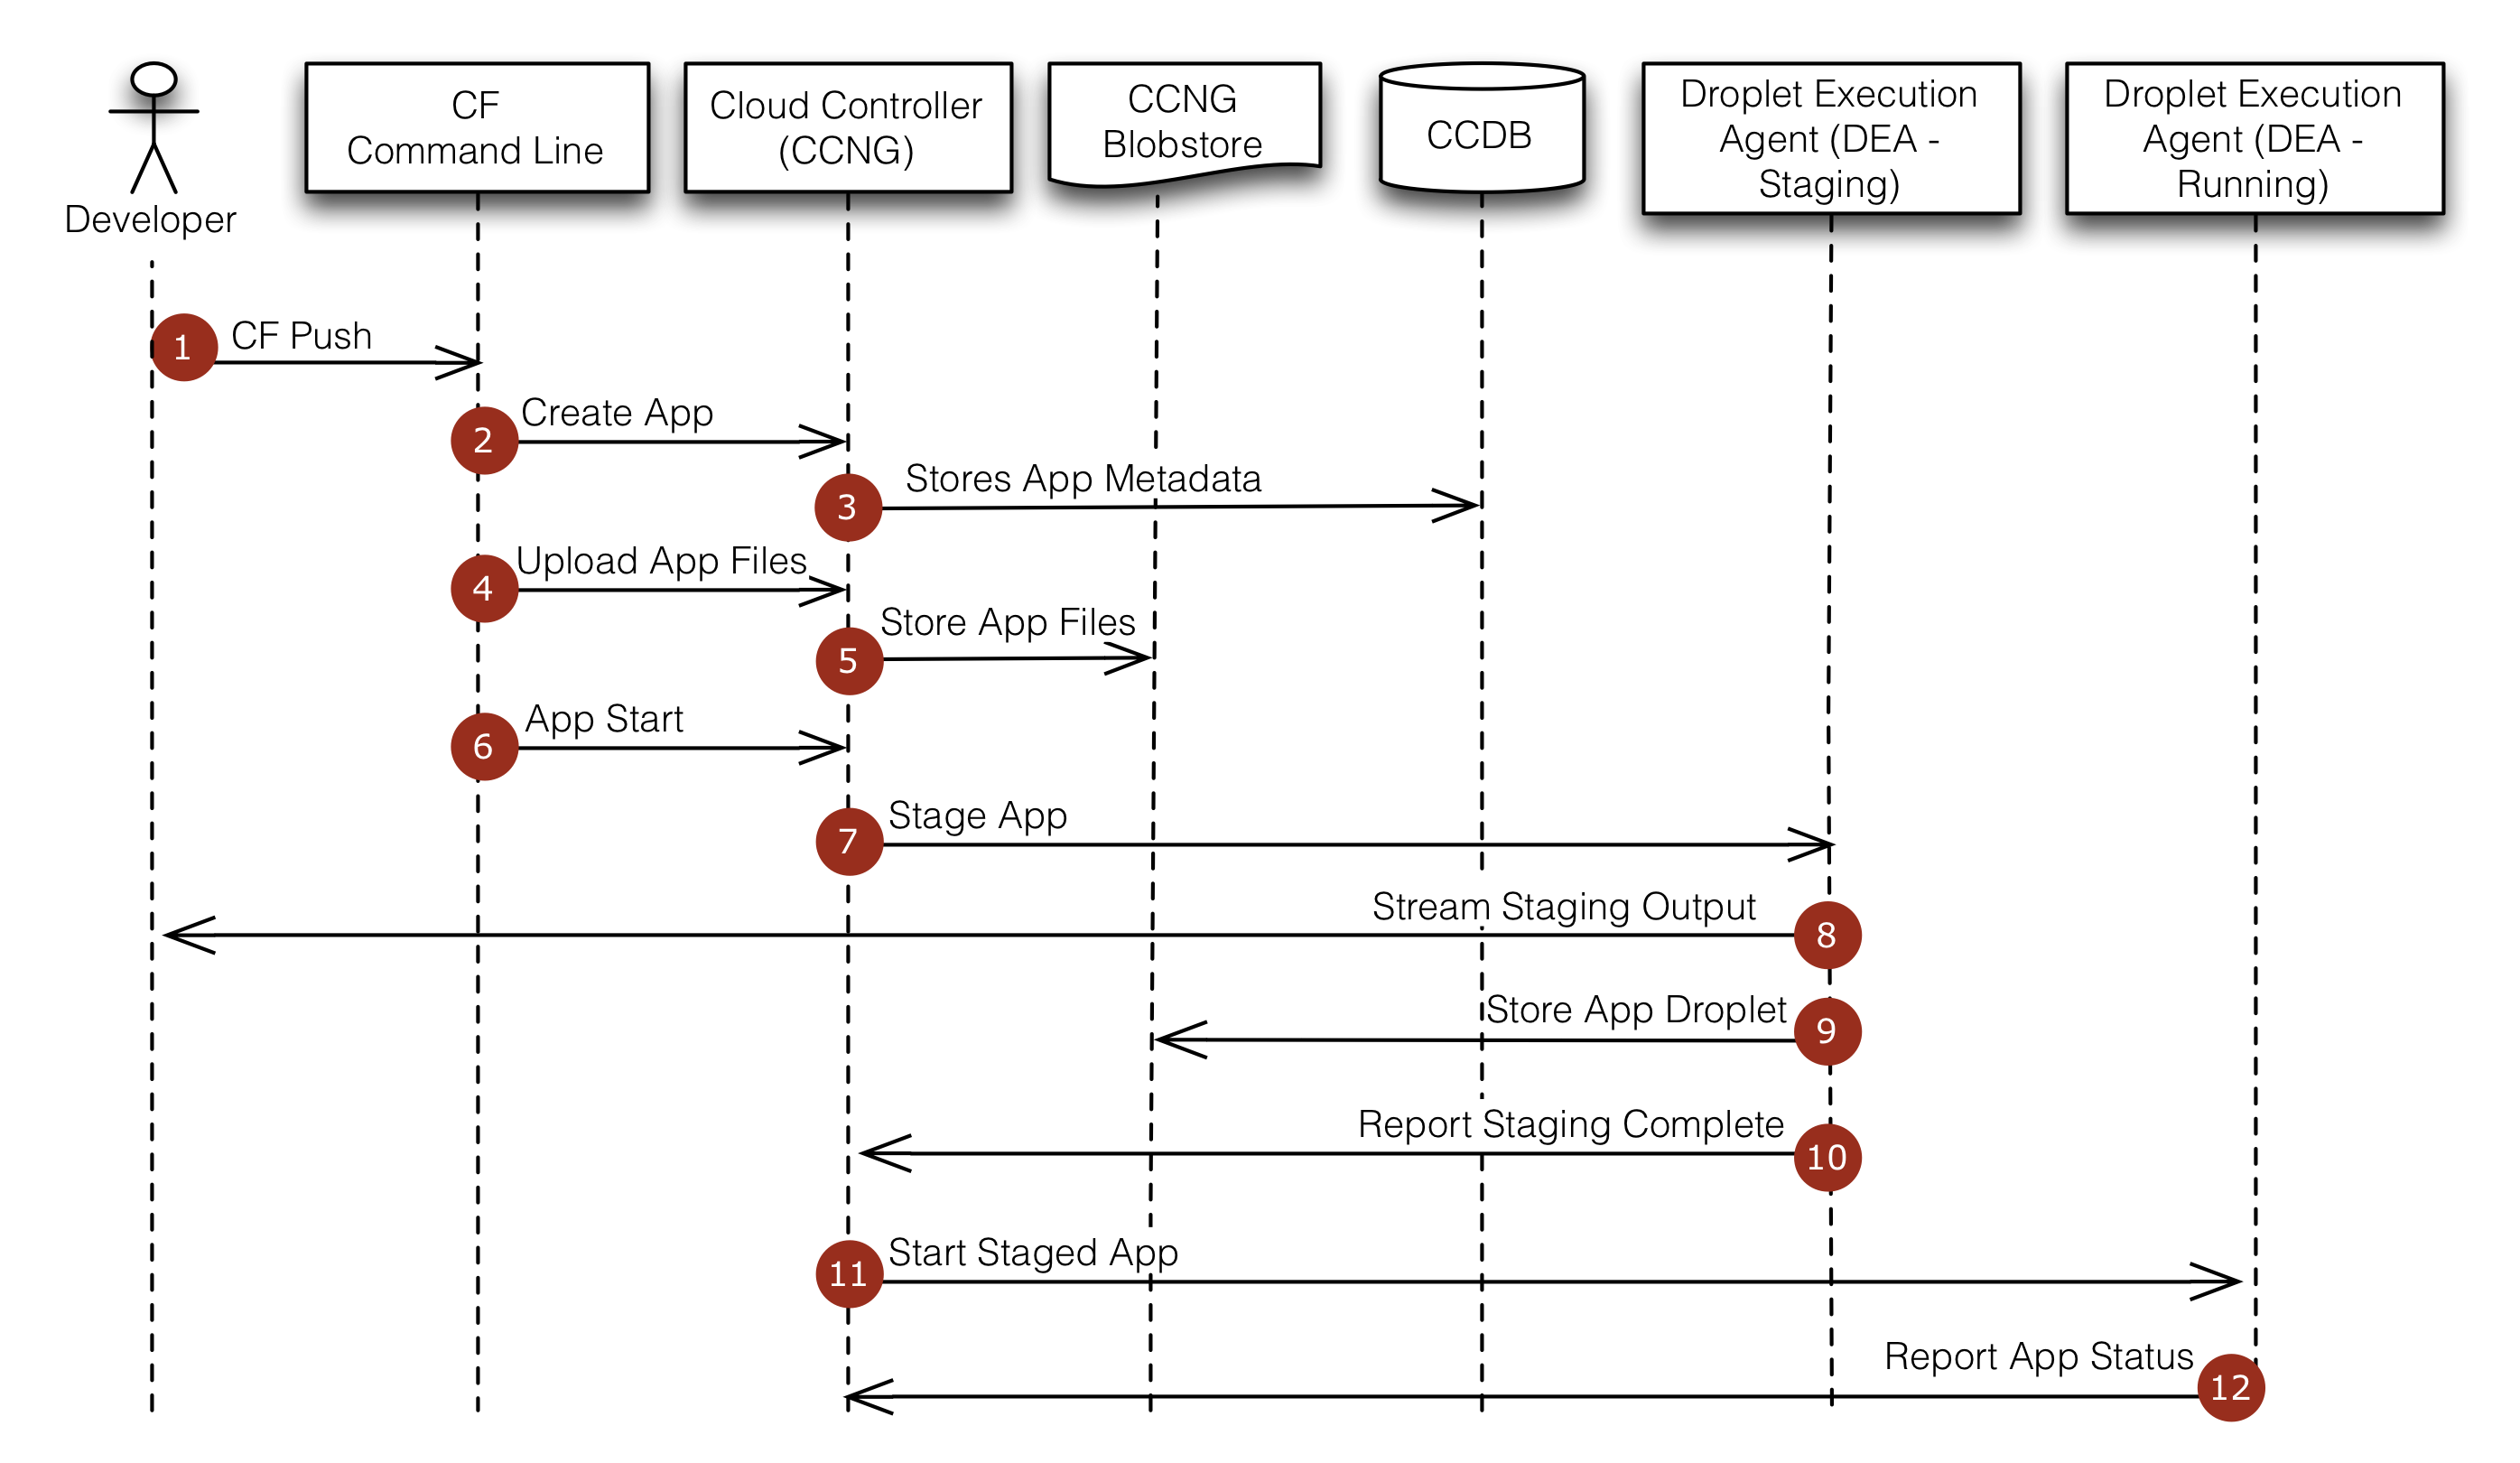 Developer
CF
Command Line
Cloud Controller
(CCNG)
CCNG
Blobstore
CCDB
Droplet Execution
Agent (DEA -
Staging)
Droplet Execution
Agent (DEA -
Running)
1 CF Push
2 Create App
3 Stores App Metadata
4 Upload App Files
5 Store App Files
6 App Start
7 Stage App
Stream Staging Output 8
Store App Droplet 9
Report Staging Complete 10
11 Start Staged App
Report App Status 12